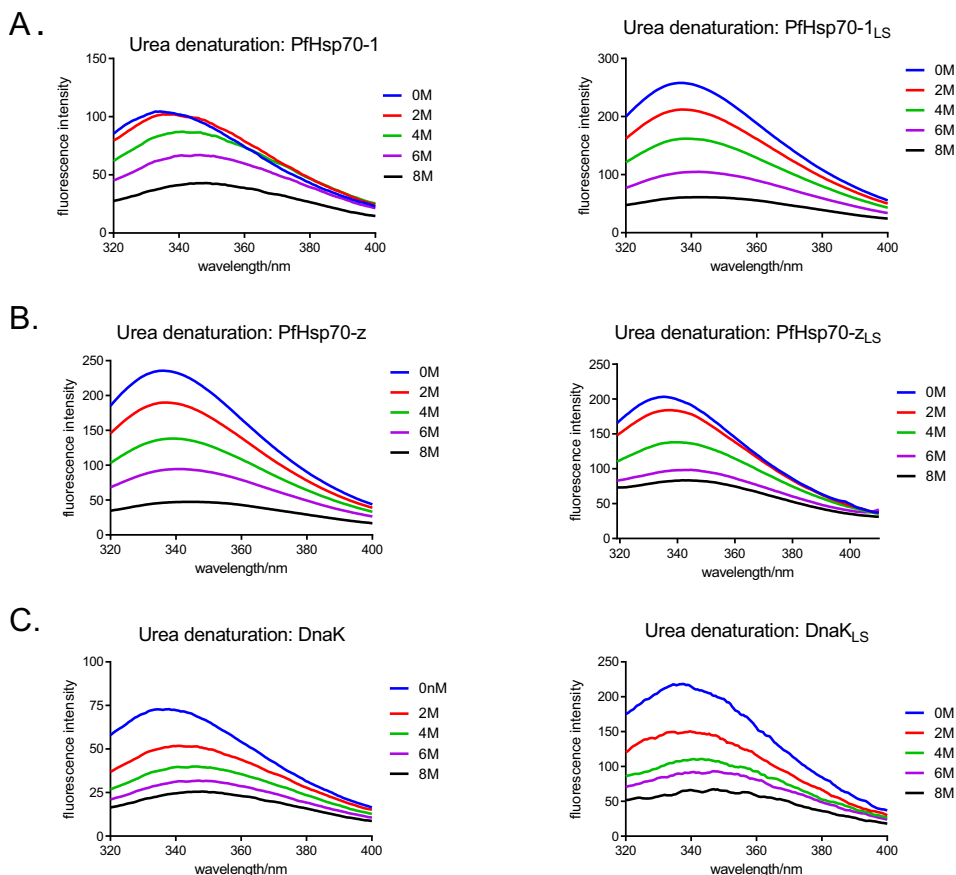 A.
Urea denaturation: PfHsp70-1
fluorescence intensity
150
100
50
0
320 340 360 380 400
wavelength/nm
0M
2M
4M
6M
8M
Urea denaturation: PfHsp70-1LS
fluorescence intensity
300
200
100
0
320 340 360 380 400
wavelength/nm
0M
2M
4M
6M
8M
B.
Urea denaturation: PfHsp70-z
fluorescence intensity
250
200
150
100
50
0
320 340 360 380 400
wavelength/nm
0M
2M
4M
6M
8M
Urea denaturation: PfHsp70-zLS
fluorescence intensity
250
200
150
100
50
0
320 340 360 380 400
wavelength/nm
0M
2M
4M
6M
8M
C.
Urea denaturation: DnaK
fluorescence intensity
100
75
50
25
0
320 340 360 380 400
wavelength/nm
0nM
2M
4M
6M
8M
Urea denaturation: DnaKLS
fluorescence intensity
250
200
150
100
50
0
320 340 360 380 400
wavelength/nm
0M
2M
4M
6M
8M